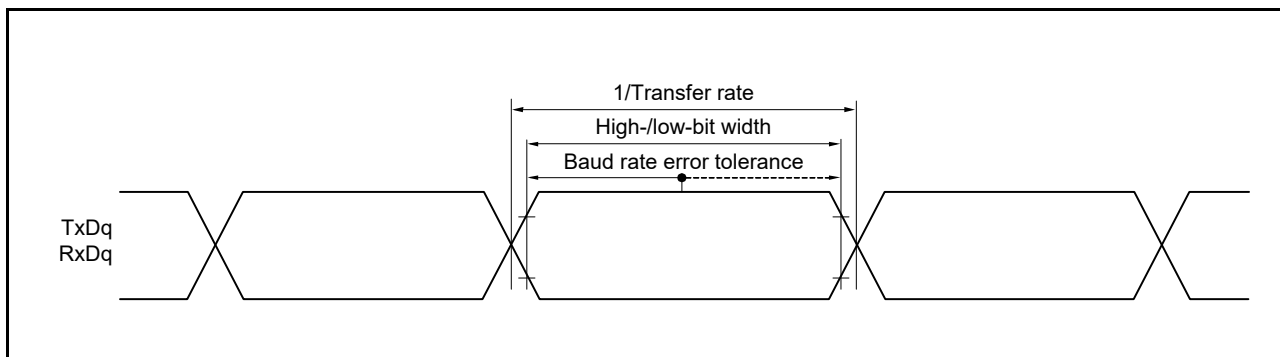 1/Transfer rate
High-/low-bit width
Baud rate error tolerance
TxDq
RxDq